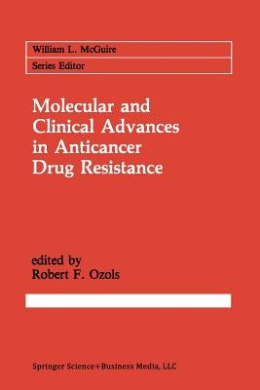 William L. McGuire
Series Editor
Molecular and
Clinical Advances
in Anticancer
Drug Resistance
edited by
Robert F. Ozols
Springer Science+Business Media, LLC